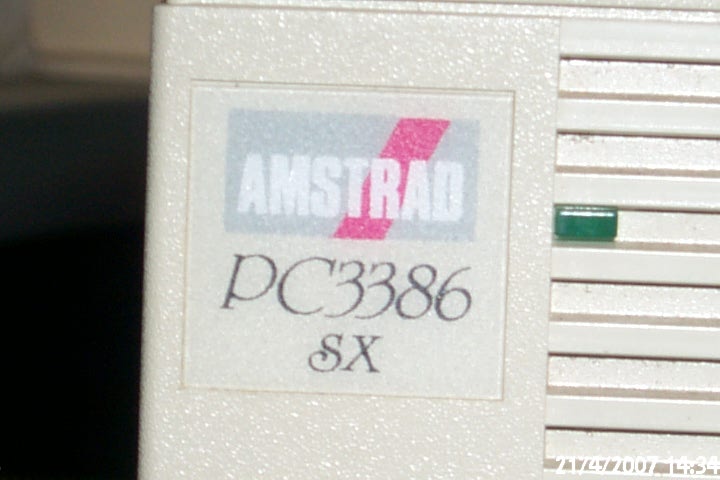 AMSTRAD
PC3386
SX
21/4/2007 14:34